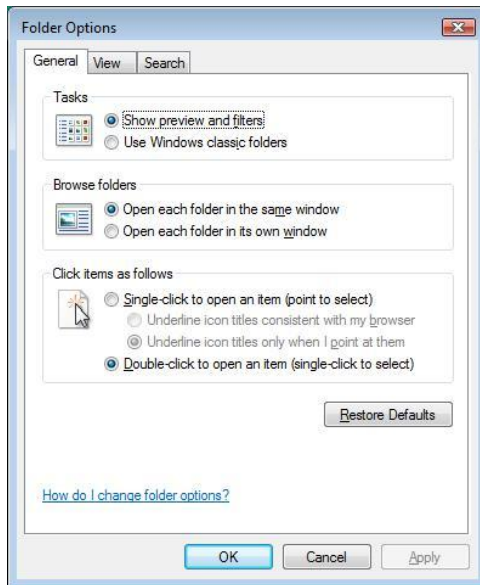 Folder Options
General View Search
Tasks
Show preview and filters
Use Windows classic folders
Browse folders
Open each folder in the same window
Open each folder in its own window
Click items as follows
Single-click to open an item (point to select)
Underline icon titles consistent with my browser
Underline icon titles only when I point at them
Double-click to open an item (single-click to select)
Restore Defaults
How do I change folder options?
OK Cancel Apply